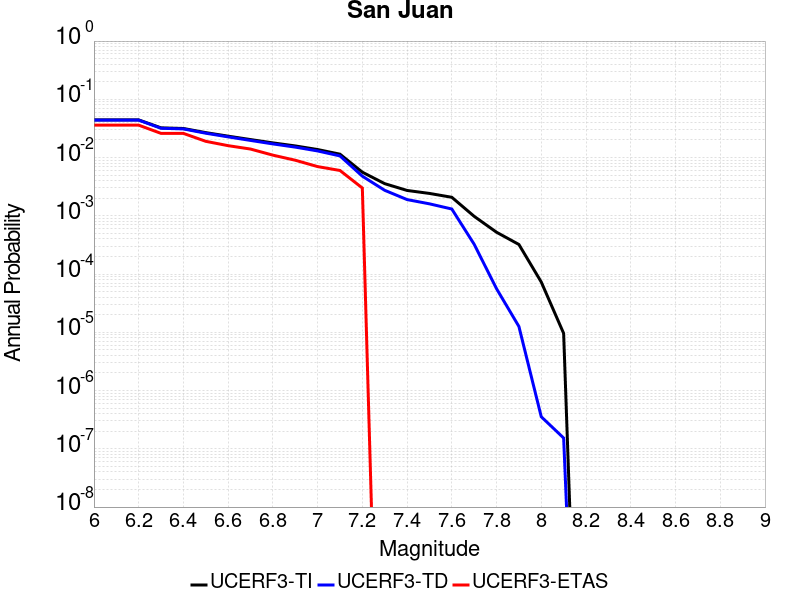 San Juan
10^0
10^-1
10^-2
10^-3
10^-4
10^-5
10^-6
10^-7
10^-8
Annual Probability
6 6.2 6.4 6.6 6.8 7 7.2 7.4 7.6 7.8 8 8.2 8.4 8.6 8.8 9
Magnitude
UCERF3-TI UCERF3-TD UCERF3-ETAS